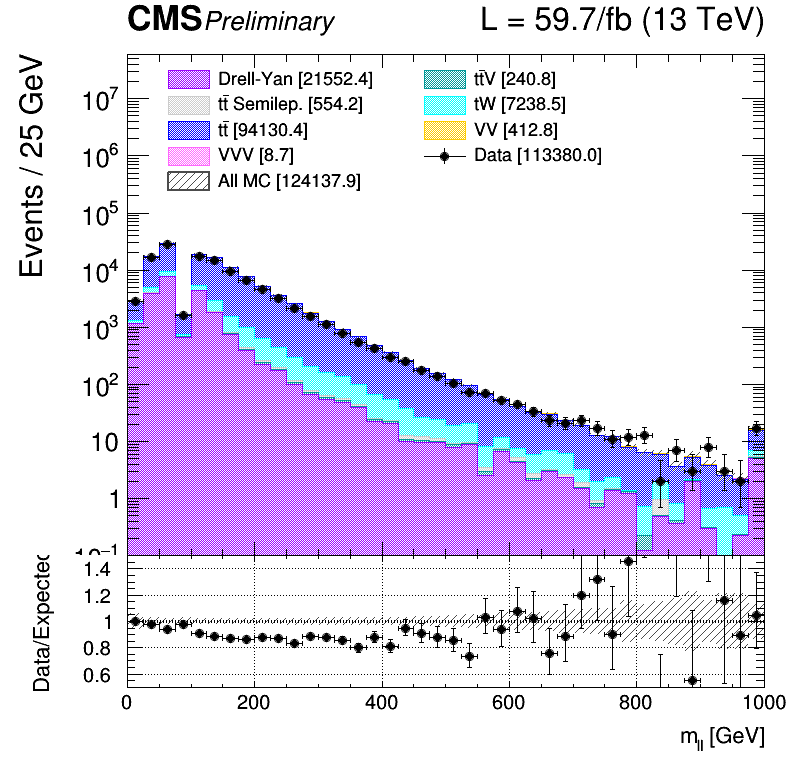 CMS Preliminary L = 59.7/fb (13 TeV)
Events / 25 GeV
Drell-Yan [21552.4]
tt̄ Semilep. [554.2]
tt̄ [94130.4]
VVV [8.7]
All MC [124137.9]
tt̄V [240.8]
tW [7238.5]
VV [412.8]
Data [113380.0]
10⁷
10⁶
10⁵
10⁴
10³
10²
10
1
10⁻¹
Data/Expected
1.4
1.2
1
0.8
0.6
0 200 400 600 800 1000
m_ll [GeV]